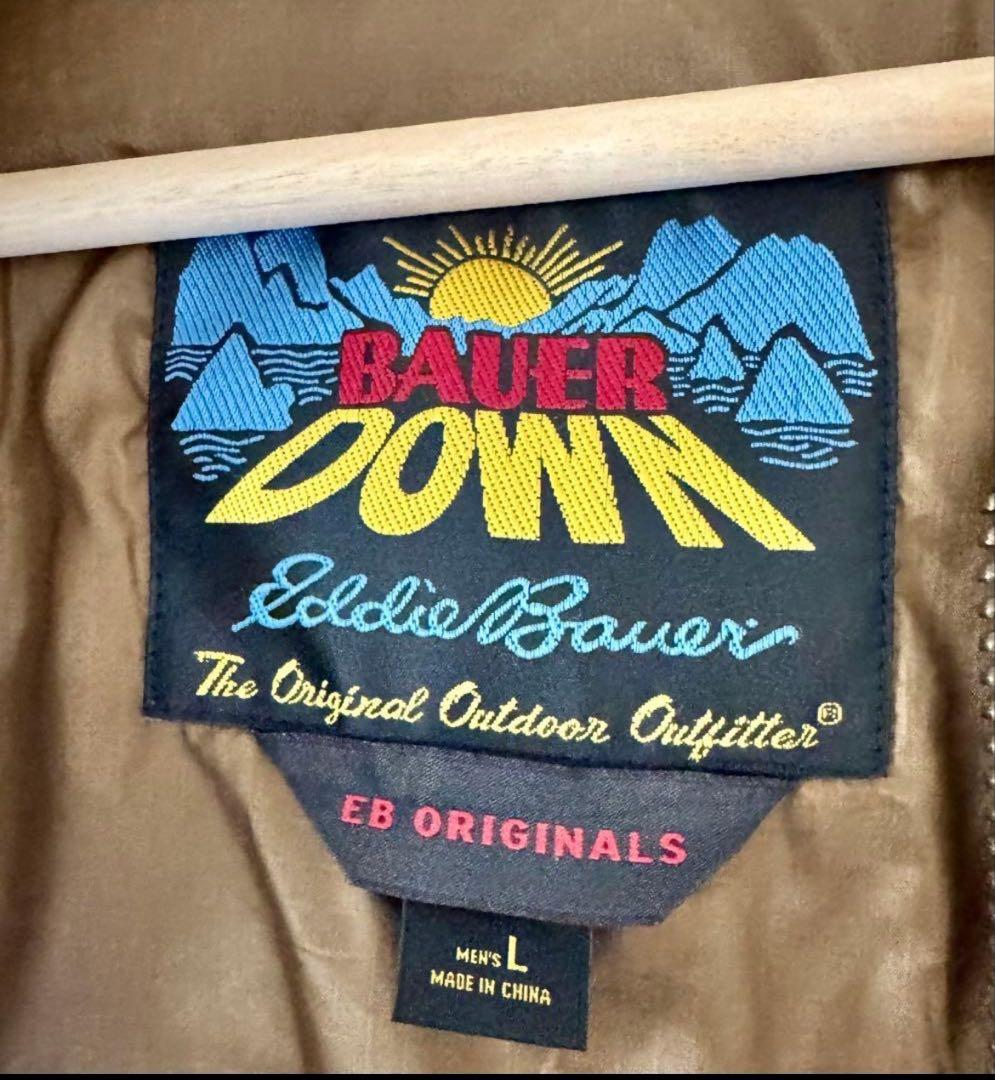 BAUER
DOWN
Eddie Bauer
The Original Outdoor Outfitter®
EB ORIGINALS
MEN'S L
MADE IN CHINA